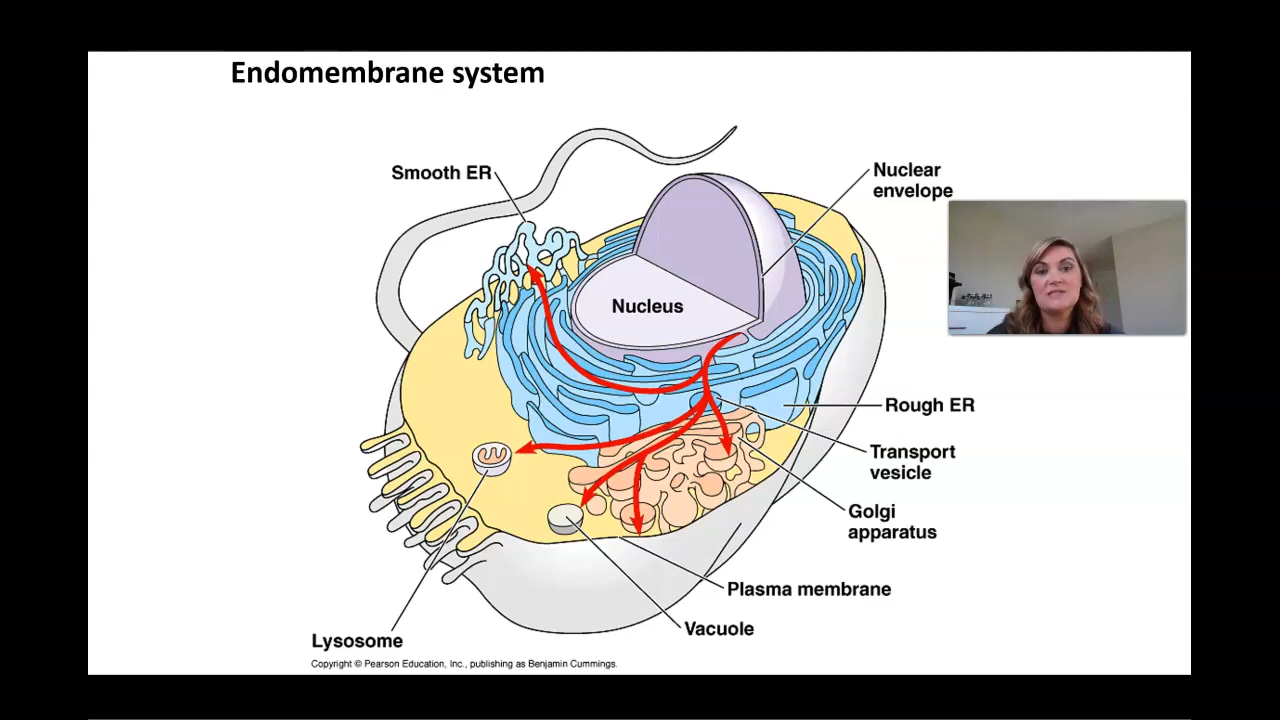 Endomembrane system
Smooth ER
Nuclear
envelope
Nucleus
Rough ER
Transport
vesicle
Golgi
apparatus
Plasma membrane
Vacuole
Lysosome
Copyright © Pearson Education, Inc., publishing as Benjamin Cummings.